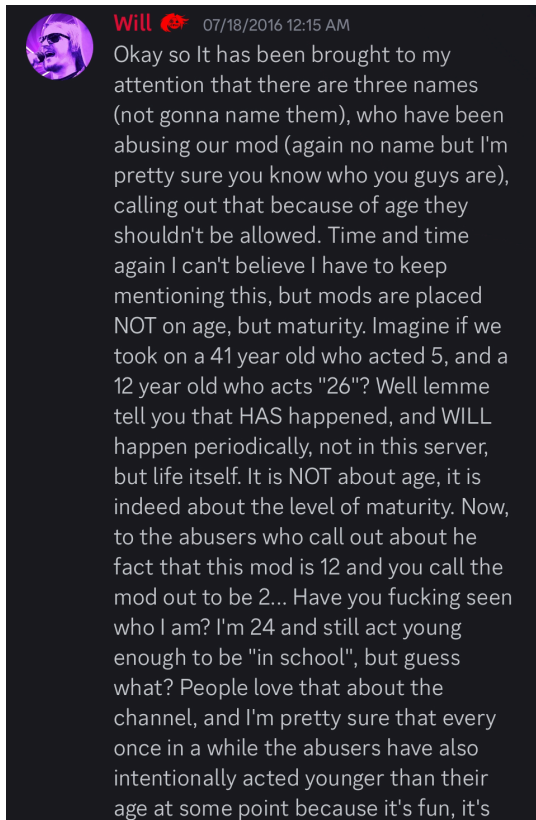 Will 07/18/2016 12:15 AM
Okay so It has been brought to my
attention that there are three names
(not gonna name them), who have been
abusing our mod (again no name but I'm
pretty sure you know who you guys are),
calling out that because of age they
shouldn't be allowed. Time and time
again I can't believe I have to keep
mentioning this, but mods are placed
NOT on age, but maturity. Imagine if we
took on a 41 year old who acted 5, and a
12 year old who acts "26"? Well lemme
tell you that HAS happened, and WILL
happen periodically, not in this server,
but life itself. It is NOT about age, it is
indeed about the level of maturity. Now,
to the abusers who call out about he
fact that this mod is 12 and you call the
mod out to be 2... Have you fucking seen
who I am? I'm 24 and still act young
enough to be "in school", but guess
what? People love that about the
channel, and I'm pretty sure that every
once in a while the abusers have also
intentionally acted younger than their
age at some point because it's fun, it's